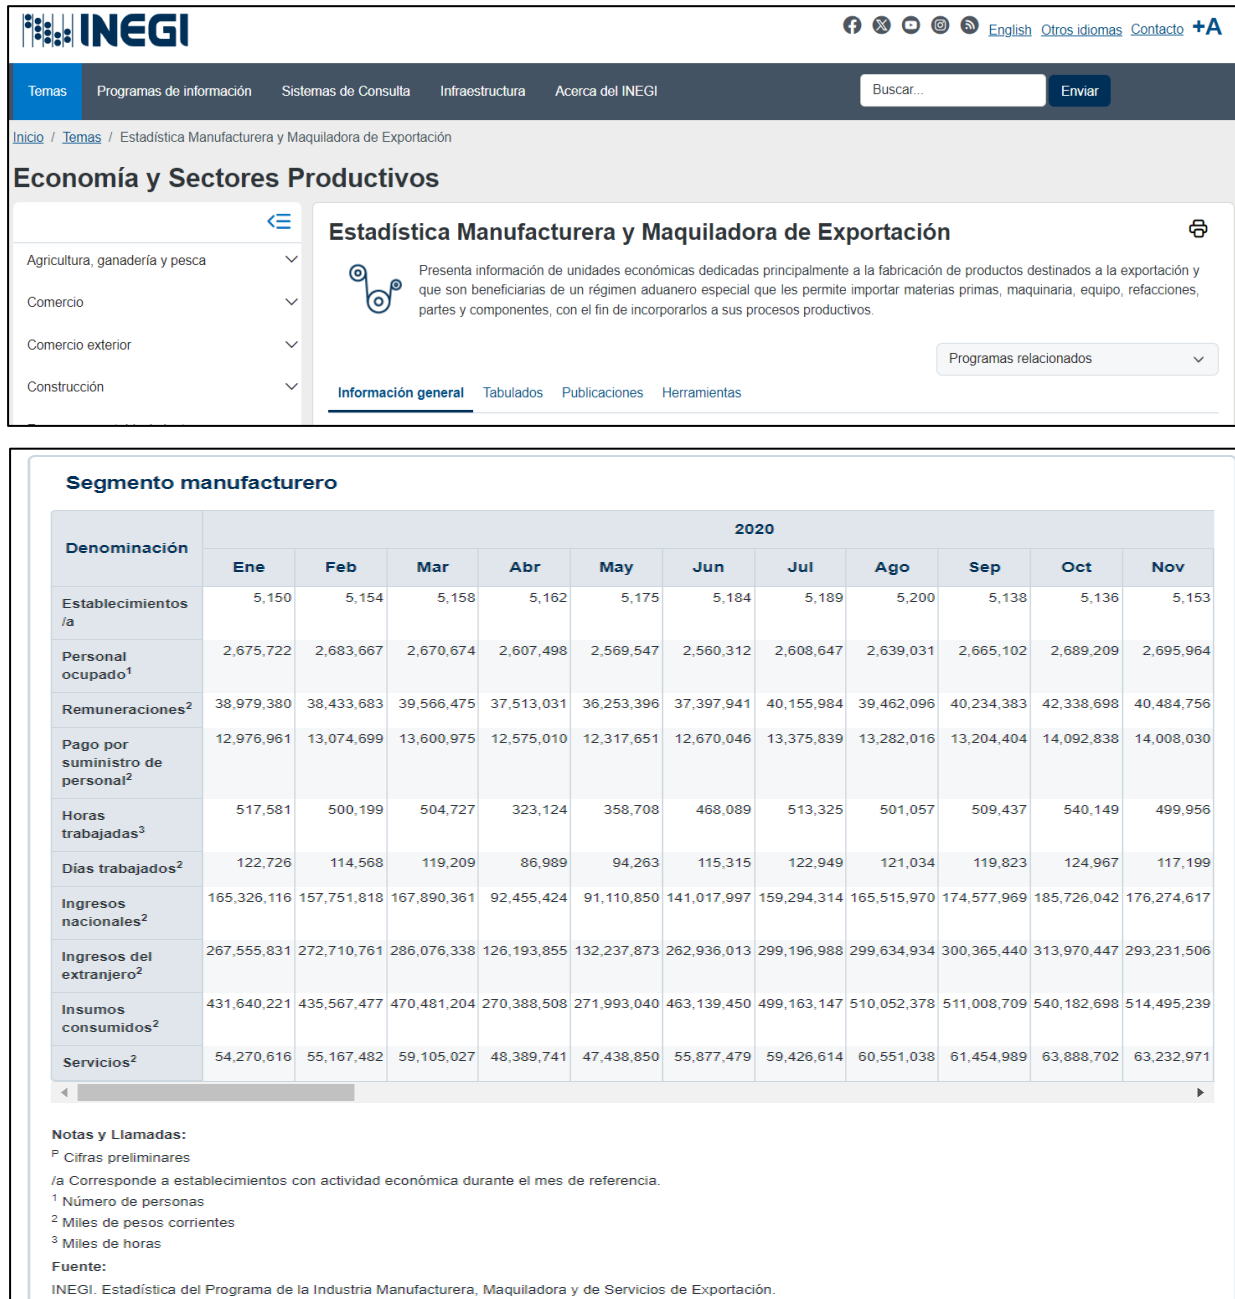 INEGI
English Otros idiomas Contacto +A
Temas Programas de información Sistemas de Consulta Infraestructura Acerca del INEGI Buscar... Enviar
Inicio / Temas / Estadística Manufacturera y Maquiladora de Exportación
Economía y Sectores Productivos
Agricultura, ganadería y pesca
Comercio
Comercio exterior
Construcción
Estadística Manufacturera y Maquiladora de Exportación
Presenta información de unidades económicas dedicadas principalmente a la fabricación de productos destinados a la exportación y
que son beneficiarias de un régimen aduanero especial que les permite importar materias primas, maquinaria, equipo, refacciones,
partes y componentes, con el fin de incorporarlos a sus procesos productivos.
Programas relacionados
Información general Tabulados Publicaciones Herramientas
Segmento manufacturero
Denominación 2020
Ene Feb Mar Abr May Jun Jul Ago Sep Oct Nov
Establecimientos 5,150 5,154 5,158 5,162 5,175 5,184 5,189 5,200 5,138 5,136 5,153
/a
Personal 2,675,722 2,683,667 2,670,674 2,607,498 2,569,547 2,560,312 2,608,647 2,639,031 2,665,102 2,689,209 2,695,964
ocupado¹
Remuneraciones² 38,979,380 38,433,683 39,566,475 37,513,031 36,253,396 37,397,941 40,155,984 39,462,096 40,234,383 42,338,698 40,484,756
Pago por 12,976,961 13,074,699 13,600,975 12,575,010 12,317,651 12,670,046 13,375,839 13,282,016 13,204,404 14,092,838 14,008,030
suministro de
personal²
Horas 517,581 500,199 504,727 323,124 358,708 468,089 513,325 501,057 509,437 540,149 499,956
trabajadas³
Días trabajados² 122,726 114,568 119,209 86,989 94,263 115,315 122,949 121,034 119,823 124,967 117,199
Ingresos 165,326,116 157,751,818 167,890,361 92,455,424 91,110,850 141,017,997 159,294,314 165,515,970 174,577,969 185,726,042 176,274,617
nacionales²
Ingresos del 267,555,831 272,710,761 286,076,338 126,193,855 132,237,873 262,936,013 299,196,988 299,634,934 300,365,440 313,970,447 293,231,506
extranjero²
Insumos 431,640,221 435,567,477 470,481,204 270,388,508 271,993,040 463,139,450 499,163,147 510,052,378 511,008,709 540,182,698 514,495,239
consumidos²
Servicios² 54,270,616 55,167,482 59,105,027 48,389,741 47,438,850 55,877,479 59,426,614 60,551,038 61,454,989 63,888,702 63,232,971
Notas y Llamadas:
ᴾ Cifras preliminares
/a Corresponde a establecimientos con actividad económica durante el mes de referencia.
¹ Número de personas
² Miles de pesos corrientes
³ Miles de horas
Fuente:
INEGI. Estadística del Programa de la Industria Manufacturera, Maquiladora y de Servicios de Exportación.